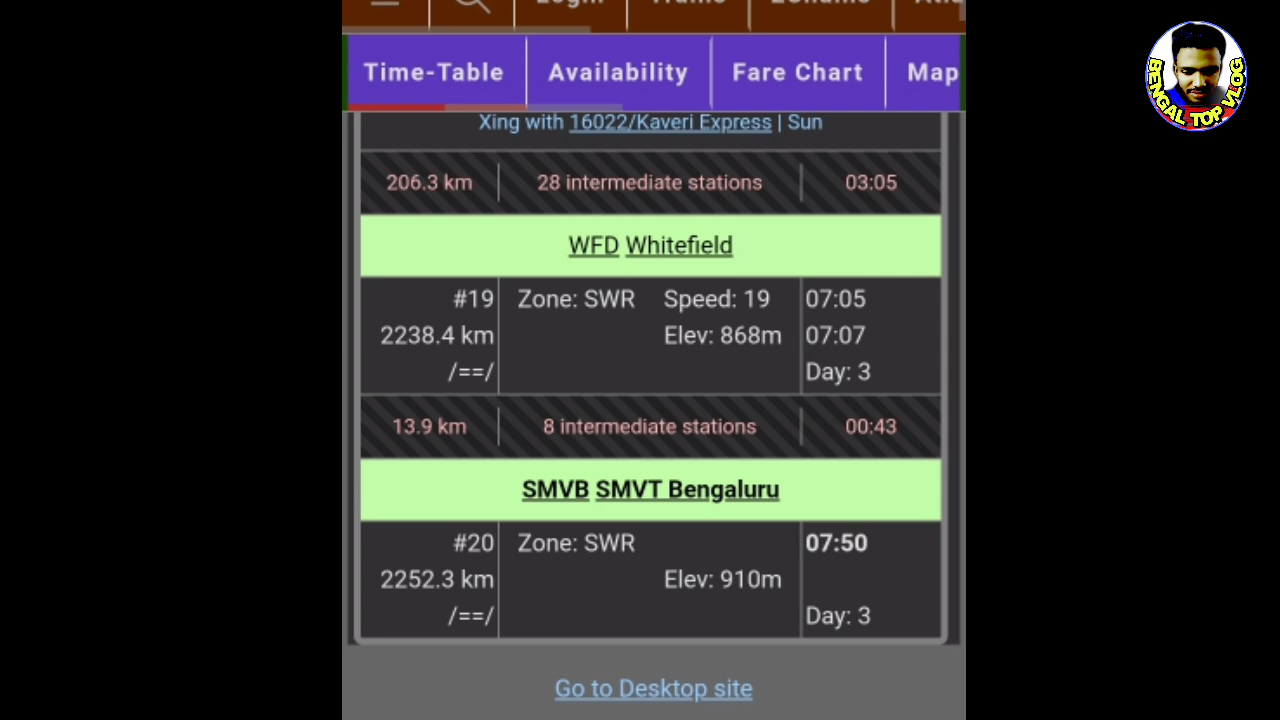 Login
Time-Table Availability Fare Chart Map
Xing with 16022/Kaveri Express | Sun
206.3 km 28 intermediate stations 03:05
WFD Whitefield
#19 Zone: SWR Speed: 19 07:05
2238.4 km Elev: 868m 07:07
/==/ Day: 3
13.9 km 8 intermediate stations 00:43
SMVB SMVT Bengaluru
#20 Zone: SWR 07:50
2252.3 km Elev: 910m
/==/ Day: 3
Go to Desktop site
BENGAL TOP VLOG